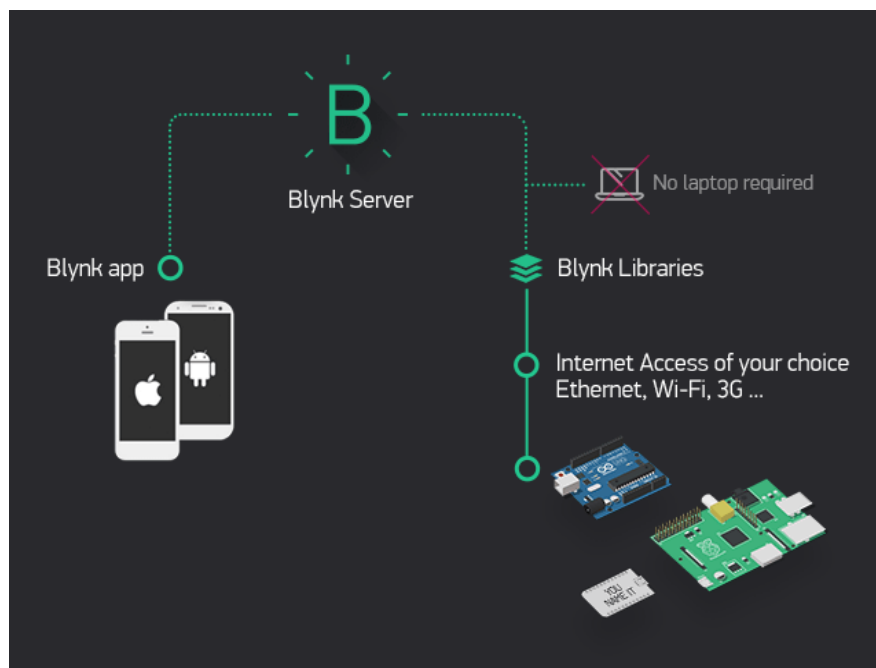 B
Blynk Server
No laptop required
Blynk app
Blynk Libraries
Internet Access of your choice
Ethernet, Wi-Fi, 3G ...
UNO
YOU
NAME IT